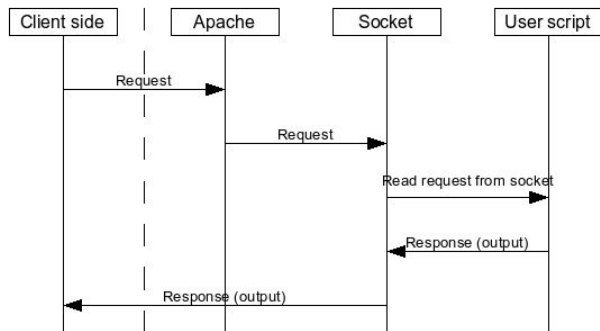 Client side
Apache
Socket
User script
Request
Request
Read request from socket
Response (output)
Response (output)